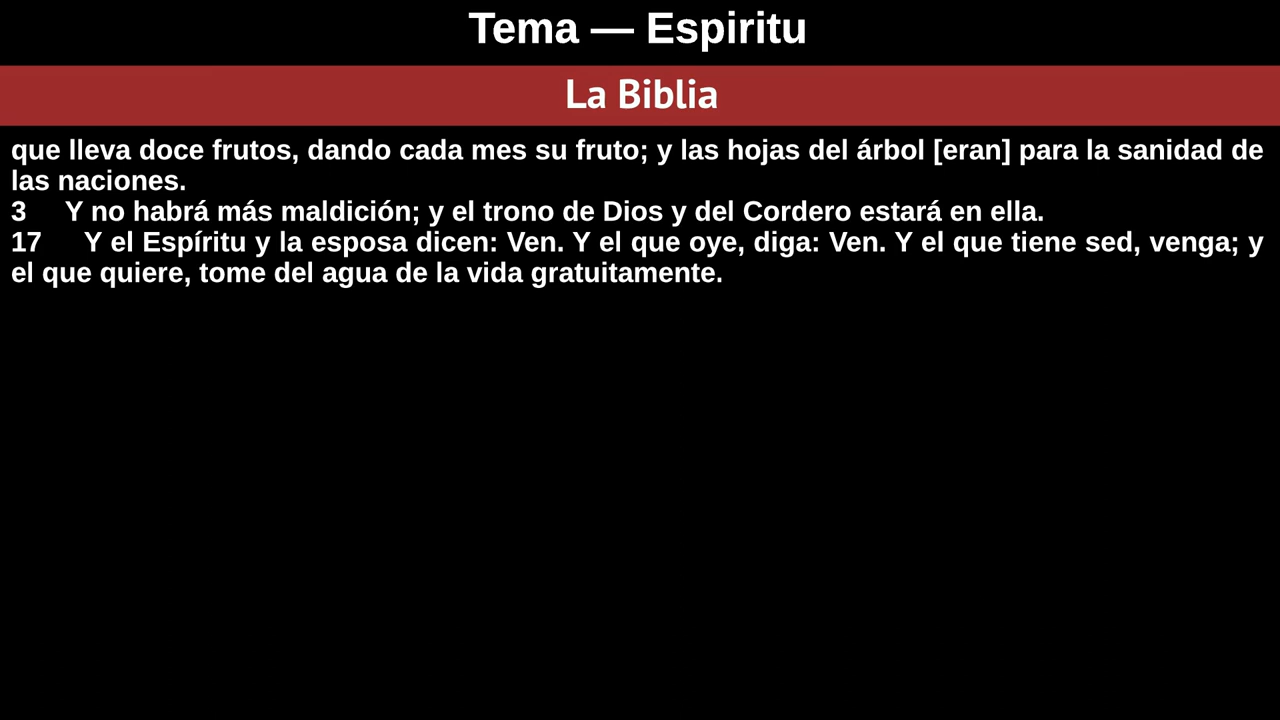 Tema — Espiritu
La Biblia
que lleva doce frutos, dando cada mes su fruto; y las hojas del árbol [eran] para la sanidad de
las naciones.
3 Y no habrá más maldición; y el trono de Dios y del Cordero estará en ella.
17 Y el Espíritu y la esposa dicen: Ven. Y el que oye, diga: Ven. Y el que tiene sed, venga; y
el que quiere, tome del agua de la vida gratuitamente.